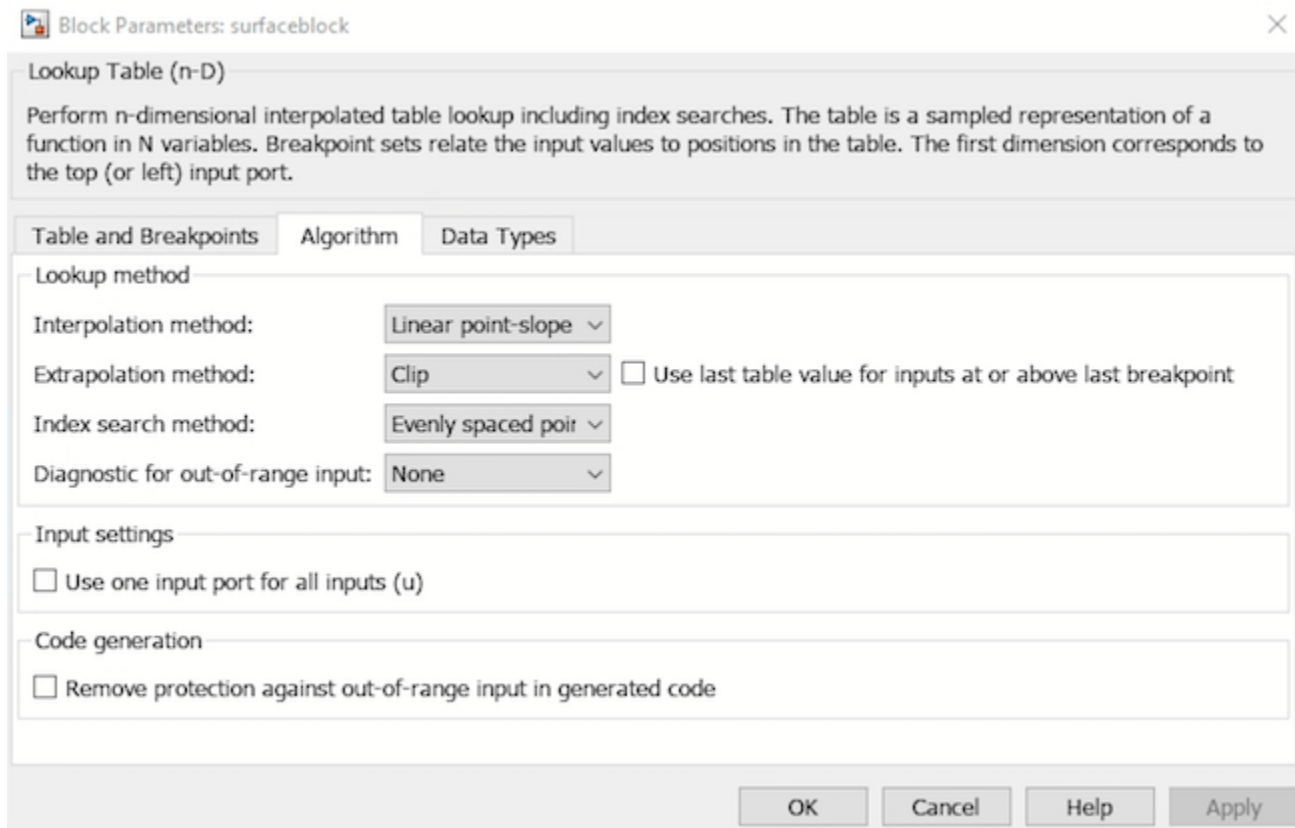 Block Parameters: surfaceblock
Lookup Table (n-D)
Perform n-dimensional interpolated table lookup including index searches. The table is a sampled representation of a
function in N variables. Breakpoint sets relate the input values to positions in the table. The first dimension corresponds to
the top (or left) input port.
Table and Breakpoints Algorithm Data Types
Lookup method
Interpolation method: Linear point-slope
Extrapolation method: Clip Use last table value for inputs at or above last breakpoint
Index search method: Evenly spaced poir
Diagnostic for out-of-range input: None
Input settings
Use one input port for all inputs (u)
Code generation
Remove protection against out-of-range input in generated code
OK Cancel Help Apply